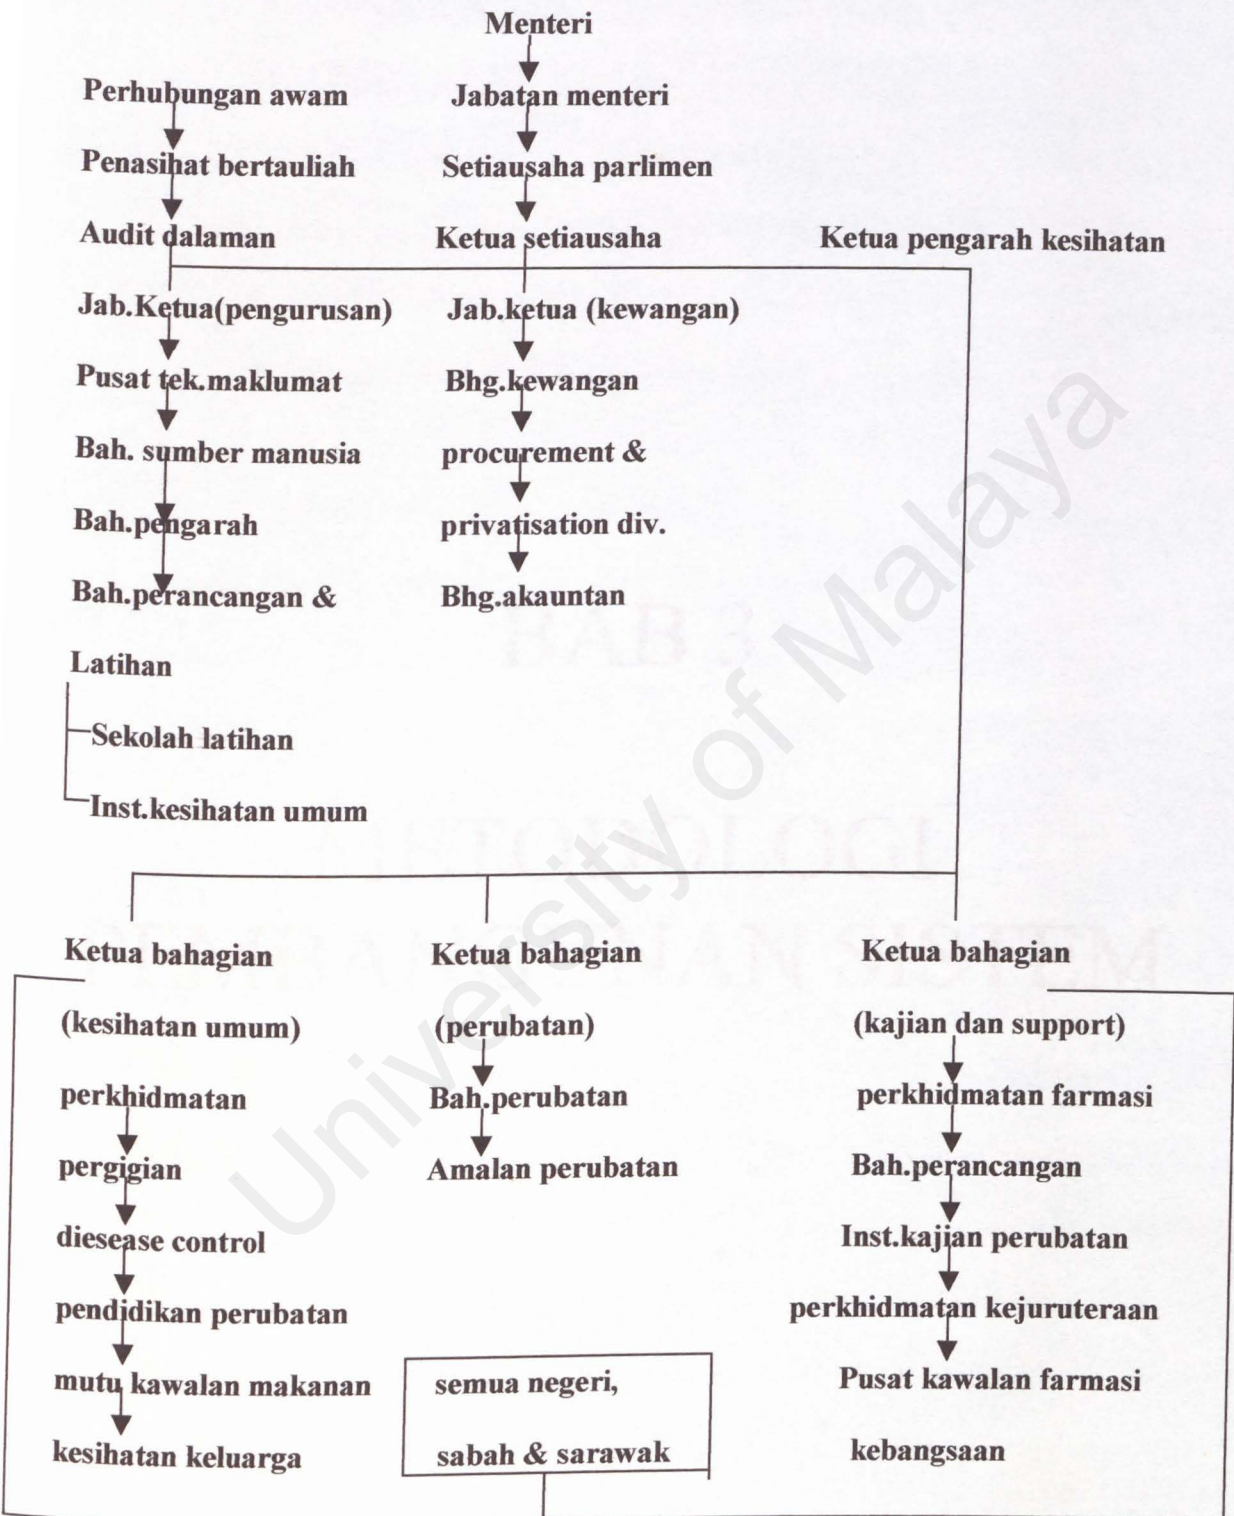 Menteri
Perhubungan awam Jabatan menteri
Penasihat bertauliah Setiausaha parlimen
Audit dalaman Ketua setiausaha Ketua pengarah kesihatan
Jab.Ketua(pengurusan) Jab.ketua (kewangan)
Pusat tek.maklumat Bhg.kewangan
Bah. sumber manusia procurement &
Bah.pengarah privatisation div.
Bah.perancangan & Bhg.akauntan
Latihan
Sekolah latihan
Inst.kesihatan umum
Ketua bahagian Ketua bahagian Ketua bahagian
(kesihatan umum) (perubatan) (kajian dan support)
perkhidmatan Bah.perubatan perkhidmatan farmasi
pergigian Amalan perubatan Bah.perancangan
diesease control Inst.kajian perubatan
pendidikan perubatan perkhidmatan kejuruteraan
mutu kawalan makanan semua negeri, Pusat kawalan farmasi
kesihatan keluarga sabah & sarawak kebangsaan
University of Malaya